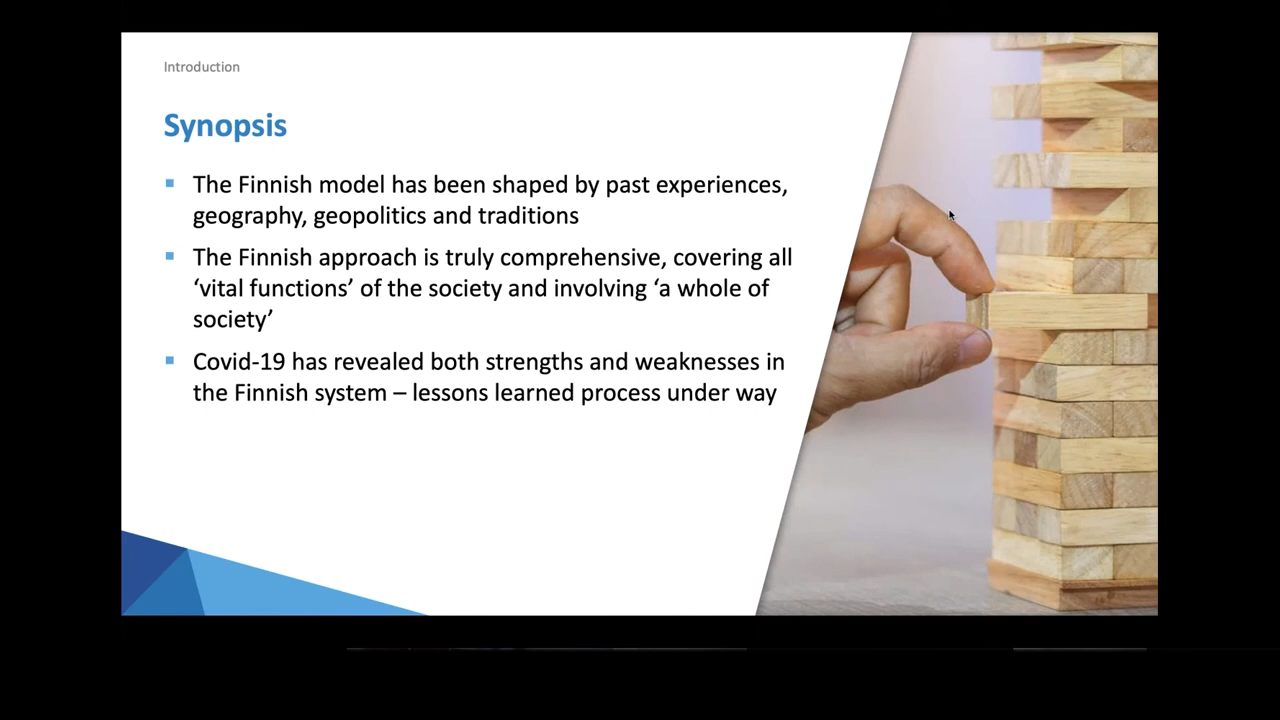 Introduction
Synopsis
The Finnish model has been shaped by past experiences,
geography, geopolitics and traditions
The Finnish approach is truly comprehensive, covering all
‘vital functions’ of the society and involving ‘a whole of
society’
Covid-19 has revealed both strengths and weaknesses in
the Finnish system – lessons learned process under way